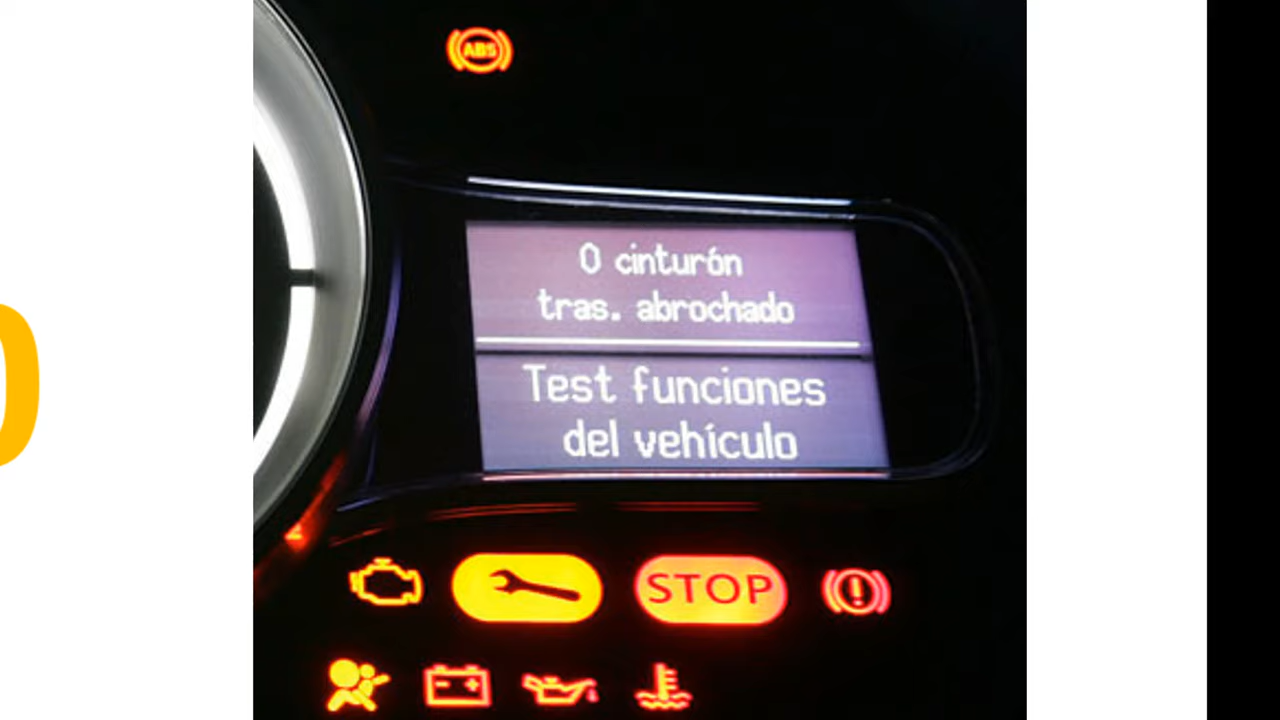 ABS
0 cinturón
tras. abrochado
Test funciones
del vehículo
STOP